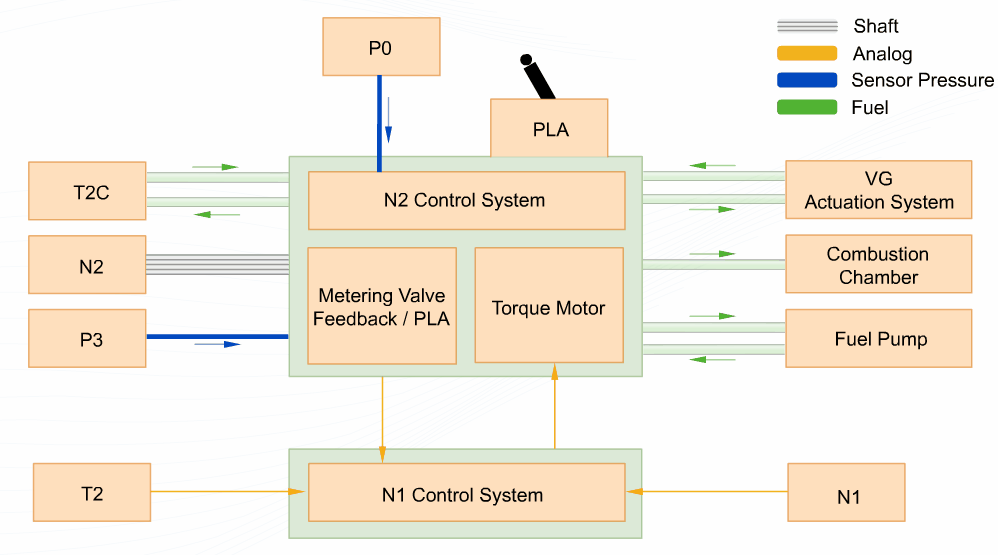 P0
Shaft
Analog
Sensor Pressure
Fuel
PLA
T2C
N2 Control System
VG
Actuation System
N2
Metering Valve
Feedback / PLA
Torque Motor
Combustion
Chamber
P3
Fuel Pump
T2
N1 Control System
N1